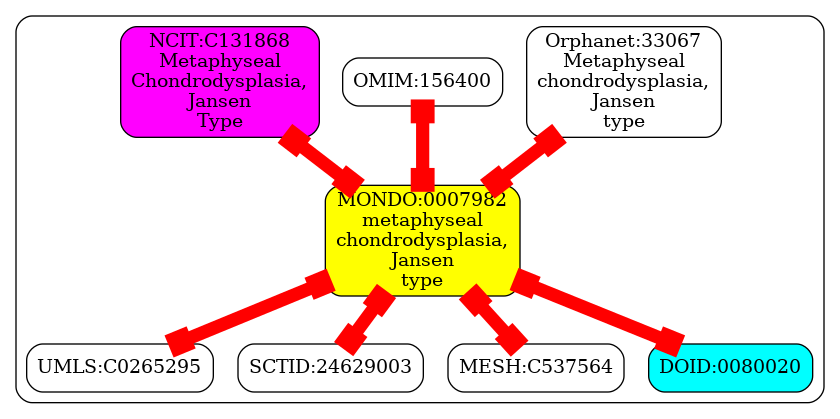 NCIT:C131868
Metaphyseal
Chondrodysplasia,
Jansen
Type
OMIM:156400
Orphanet:33067
Metaphyseal
chondrodysplasia,
Jansen
type
MONDO:0007982
metaphyseal
chondrodysplasia,
Jansen
type
UMLS:C0265295
SCTID:24629003
MESH:C537564
DOID:0080020